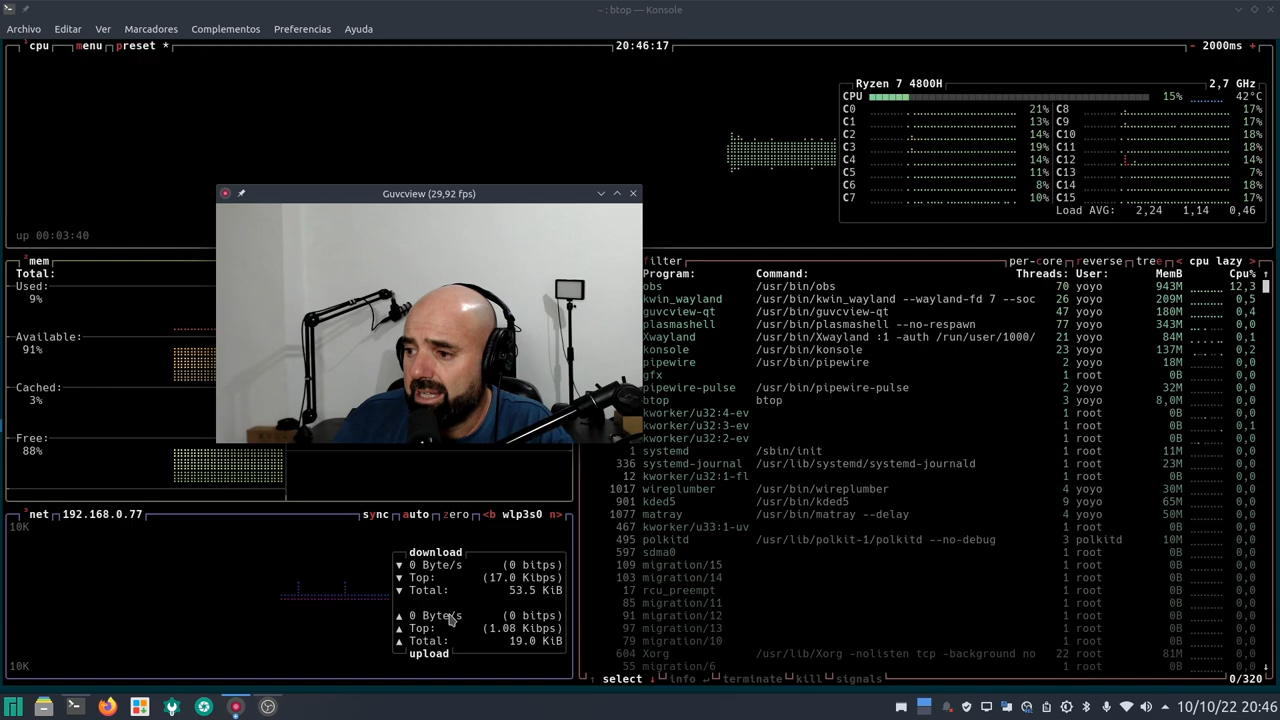 ~ : btop — Konsole
Archivo Editar Ver Marcadores Complementos Preferencias Ayuda
¹cpu menu preset * 20:46:17 - 2000ms +
Ryzen 7 4800H 2,7 GHz
CPU 15% 42°C
C0 21% C8 17%
C1 13% C9 17%
C2 14% C10 18%
C3 19% C11 18%
C4 14% C12 14%
C5 11% C13 7%
C6 8% C14 18%
C7 10% C15 17%
Load AVG: 2,24 1,14 0,46
up 00:03:40
Guvcview (29,92 fps)
²mem
Total:
Used:
9%
Available:
91%
Cached:
3%
Free:
88%
³net 192.168.0.77 sync auto zero <b wlp3s0 n>
10K
download
▼ 0 Byte/s (0 bitps)
▼ Top: (17.0 Kibps)
▼ Total: 53.5 KiB
▲ 0 Byte/s (0 bitps)
▲ Top: (1.08 Kibps)
▲ Total: 19.0 KiB
upload
10K
filter per-core reverse tree < cpu lazy >
Program: Command: Threads: User: MemB Cpu% ↑
obs /usr/bin/obs 70 yoyo 943M 12,3
kwin_wayland /usr/bin/kwin_wayland --wayland-fd 7 --soc 26 yoyo 209M 0,5
guvcview-qt /usr/bin/guvcview-qt 47 yoyo 180M 0,4
plasmashell /usr/bin/plasmashell --no-respawn 77 yoyo 343M 0,2
Xwayland /usr/bin/Xwayland :1 -auth /run/user/1000/ 21 yoyo 84M 0,1
konsole /usr/bin/konsole 23 yoyo 137M 0,2
pipewire /usr/bin/pipewire 2 yoyo 18M 0,0
gfx 1 root 0B 0,0
pipewire-pulse /usr/bin/pipewire-pulse 2 yoyo 32M 0,0
btop btop 3 yoyo 8,0M 0,0
kworker/u32:4-ev 1 root 0B 0,0
kworker/u32:3-ev 1 root 0B 0,1
kworker/u32:2-ev 1 root 0B 0,0
1 systemd /sbin/init 1 root 11M 0,0
336 systemd-journal /usr/lib/systemd/systemd-journald 1 root 23M 0,0
12 kworker/u32:1-fl 1 root 0B 0,0
1017 wireplumber /usr/bin/wireplumber 4 yoyo 30M 0,0
901 kded5 /usr/bin/kded5 9 yoyo 65M 0,0
1077 matray /usr/bin/matray --delay 4 yoyo 50M 0,0
467 kworker/u33:1-uv 1 root 0B 0,0
495 polkitd /usr/lib/polkit-1/polkitd --no-debug 3 polkitd 10M 0,0
597 sdma0 1 root 0B 0,0
109 migration/15 1 root 0B 0,0
103 migration/14 1 root 0B 0,0
17 rcu_preempt 1 root 0B 0,0
85 migration/11 1 root 0B 0,0
91 migration/12 1 root 0B 0,0
97 migration/13 1 root 0B 0,0
79 migration/10 1 root 0B 0,0
604 Xorg /usr/lib/Xorg -nolisten tcp -background no 22 root 81M 0,0
55 migration/6 1 root 0B 0,0 ↓
↑ select ↓ info ↵ terminate kill signals 0/320
10/10/22 20:46